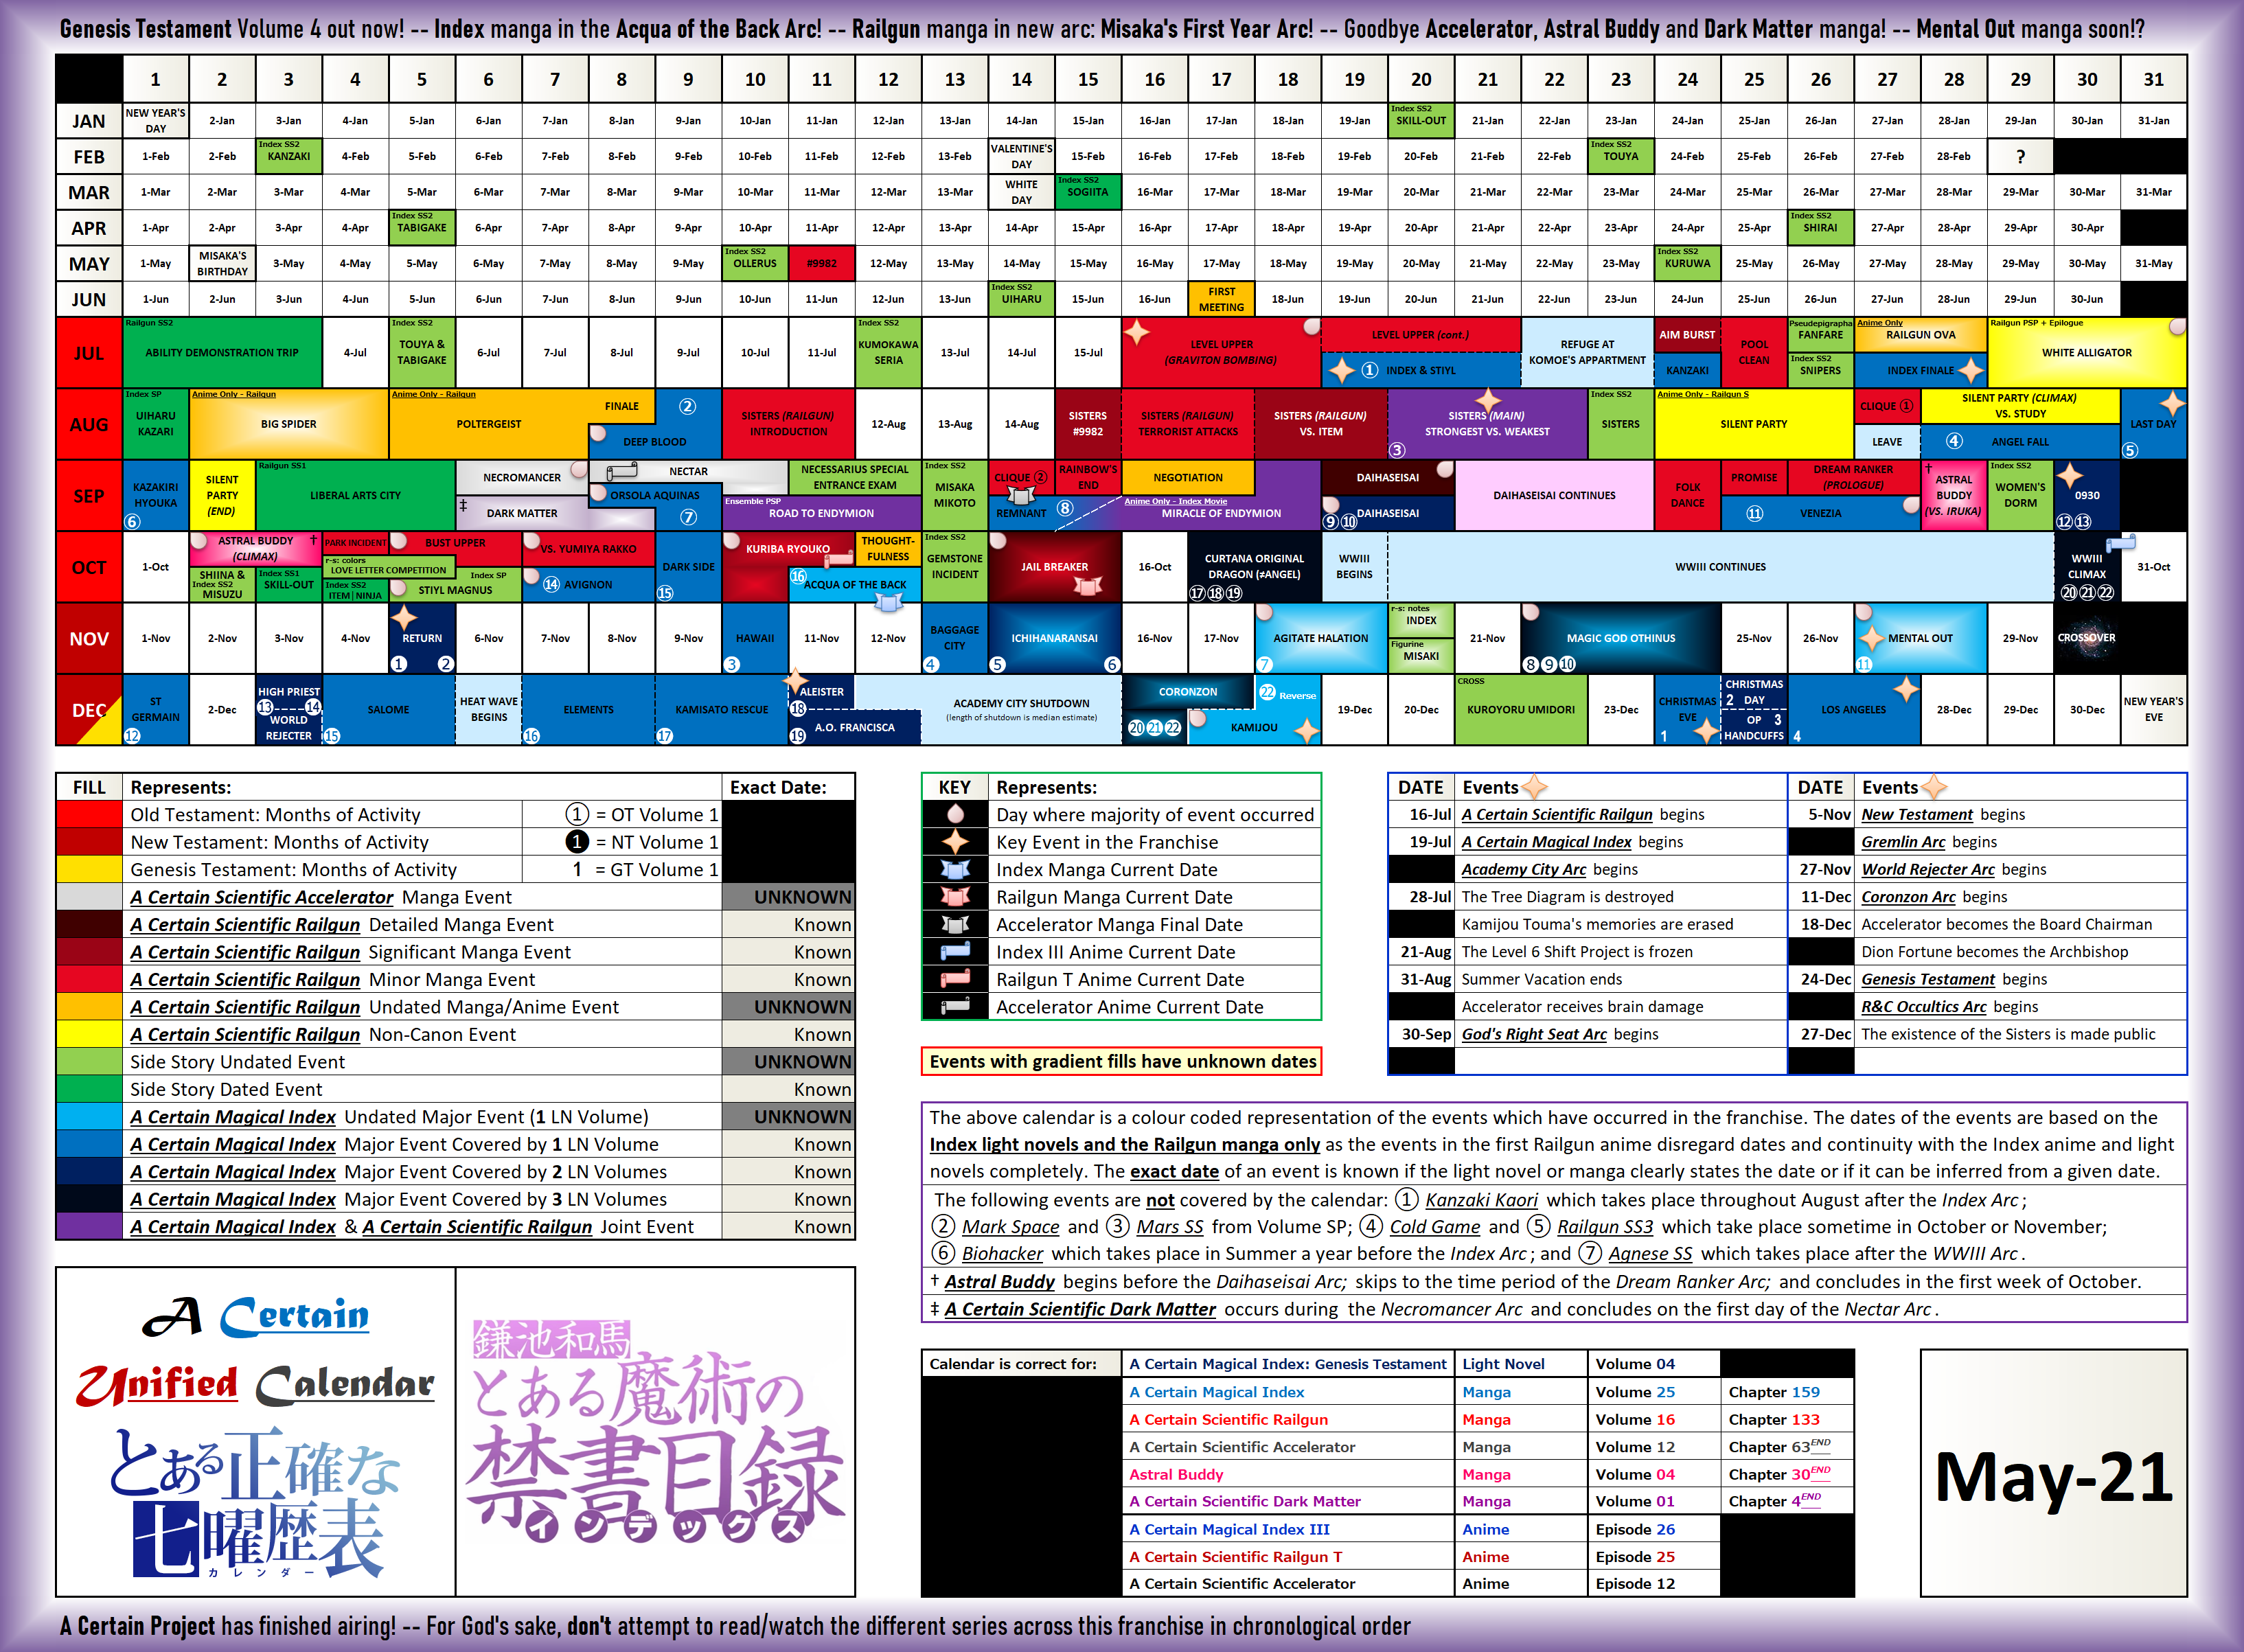 Genesis Testament Volume 4 out now! -- Index manga in the Acqua of the Back Arc! -- Railgun manga in new arc: Misaka's First Year Arc! -- Goodbye Accelerator, Astral Buddy and Dark Matter manga! -- Mental Out manga soon!?
1 2 3 4 5 6 7 8 9 10 11 12 13 14 15 16 17 18 19 20 21 22 23 24 25 26 27 28 29 30 31
JAN NEW YEAR'S DAY 2-Jan 3-Jan 4-Jan 5-Jan 6-Jan 7-Jan 8-Jan 9-Jan 10-Jan 11-Jan 12-Jan 13-Jan 14-Jan 15-Jan 16-Jan 17-Jan 18-Jan 19-Jan Index SS2 SKILL-OUT 21-Jan 22-Jan 23-Jan 24-Jan 25-Jan 26-Jan 27-Jan 28-Jan 29-Jan 30-Jan 31-Jan
FEB 1-Feb 2-Feb Index SS2 KANZAKI 4-Feb 5-Feb 6-Feb 7-Feb 8-Feb 9-Feb 10-Feb 11-Feb 12-Feb 13-Feb VALENTINE'S DAY 15-Feb 16-Feb 17-Feb 18-Feb 19-Feb 20-Feb 21-Feb 22-Feb Index SS2 TOUYA 24-Feb 25-Feb 26-Feb 27-Feb 28-Feb ?
MAR 1-Mar 2-Mar 3-Mar 4-Mar 5-Mar 6-Mar 7-Mar 8-Mar 9-Mar 10-Mar 11-Mar 12-Mar 13-Mar WHITE DAY Index SS2 SOGIITA 16-Mar 17-Mar 18-Mar 19-Mar 20-Mar 21-Mar 22-Mar 23-Mar 24-Mar 25-Mar 26-Mar 27-Mar 28-Mar 29-Mar 30-Mar 31-Mar
APR 1-Apr 2-Apr 3-Apr 4-Apr Index SS2 TABIGAKE 6-Apr 7-Apr 8-Apr 9-Apr 10-Apr 11-Apr 12-Apr 13-Apr 14-Apr 15-Apr 16-Apr 17-Apr 18-Apr 19-Apr 20-Apr 21-Apr 22-Apr 23-Apr 24-Apr 25-Apr Index SS2 SHIRAI 27-Apr 28-Apr 29-Apr 30-Apr
MAY 1-May MISAKA'S BIRTHDAY 3-May 4-May 5-May 6-May 7-May 8-May 9-May Index SS2 OLLERUS #9982 12-May 13-May 14-May 15-May 16-May 17-May 18-May 19-May 20-May 21-May 22-May 23-May Index SS2 KURUWA 25-May 26-May 27-May 28-May 29-May 30-May 31-May
JUN 1-Jun 2-Jun 3-Jun 4-Jun 5-Jun 6-Jun 7-Jun 8-Jun 9-Jun 10-Jun 11-Jun 12-Jun 13-Jun Index SS2 UIHARU 15-Jun 16-Jun FIRST MEETING 18-Jun 19-Jun 20-Jun 21-Jun 22-Jun 23-Jun 24-Jun 25-Jun 26-Jun 27-Jun 28-Jun 29-Jun 30-Jun
JUL Railgun SS2 ABILITY DEMONSTRATION TRIP 4-Jul Index SS2 TOUYA & TABIGAKE 6-Jul 7-Jul 8-Jul 9-Jul 10-Jul 11-Jul Index SS2 KUMOKAWA SERIA 13-Jul 14-Jul 15-Jul LEVEL UPPER (GRAVITON BOMBING) LEVEL UPPER (cont.) ① INDEX & STIYL REFUGE AT KOMOE'S APPARTMENT AIM BURST KANZAKI POOL CLEAN Pseudepigrapha FANFARE Index SS2 SNIPERS Anime Only RAILGUN OVA INDEX FINALE Railgun PSP + Epilogue WHITE ALLIGATOR
AUG Index SP UIHARU KAZARI Anime Only - Railgun BIG SPIDER Anime Only - Railgun POLTERGEIST FINALE DEEP BLOOD ② SISTERS (RAILGUN) INTRODUCTION 12-Aug 13-Aug 14-Aug SISTERS #9982 SISTERS (RAILGUN) TERRORIST ATTACKS SISTERS (RAILGUN) VS. ITEM SISTERS (MAIN) STRONGEST VS. WEAKEST ③ Index SS2 SISTERS Anime Only - Railgun S SILENT PARTY CLIQUE ① LEAVE SILENT PARTY (CLIMAX) VS. STUDY ④ ANGEL FALL LAST DAY ⑤
SEP KAZAKIRI HYOUKA ⑥ SILENT PARTY (END) Railgun SS1 LIBERAL ARTS CITY NECROMANCER ‡ DARK MATTER NECTAR ORSOLA AQUINAS ⑦ NECESSARIUS SPECIAL ENTRANCE EXAM Ensemble PSP ROAD TO ENDYMION Index SS2 MISAKA MIKOTO CLIQUE ② REMNANT ⑧ RAINBOW'S END NEGOTIATION Anime Only - Index Movie MIRACLE OF ENDYMION DAIHASEISAI ⑨⑩ DAIHASEISAI DAIHASEISAI CONTINUES FOLK DANCE PROMISE DREAM RANKER (PROLOGUE) ⑪ VENEZIA † ASTRAL BUDDY (VS. IRUKA) Index SS2 WOMEN'S DORM 0930 ⑫⑬
OCT 1-Oct ASTRAL BUDDY † (CLIMAX) SHIINA & Index SS2 MISUZU Index SS1 SKILL-OUT PARK INCIDENT r-s: colors LOVE LETTER COMPETITION Index SS2 ITEM|NINJA BUST UPPER Index SP STIYL MAGNUS VS. YUMIYA RAKKO ⑭ AVIGNON DARK SIDE ⑮ KURIBA RYOUKO THOUGHT-FULNESS ⑯ ACQUA OF THE BACK Index SS2 GEMSTONE INCIDENT JAIL BREAKER 16-Oct CURTANA ORIGINAL DRAGON (≠ANGEL) ⑰⑱⑲ WWIII BEGINS WWIII CONTINUES WWIII CLIMAX ⑳㉑㉒ 31-Oct
NOV 1-Nov 2-Nov 3-Nov 4-Nov RETURN 1 2 6-Nov 7-Nov 8-Nov 9-Nov HAWAII 3 11-Nov 12-Nov BAGGAGE CITY 4 ICHIHANARANSAI 5 6 16-Nov 17-Nov AGITATE HALATION 7 r-s: notes INDEX Figurine MISAKI 21-Nov MAGIC GOD OTHINUS 8 9 10 25-Nov 26-Nov MENTAL OUT 11 29-Nov CROSSOVER
DEC ST GERMAIN 12 2-Dec HIGH PRIEST 13 14 WORLD REJECTER SALOME 15 HEAT WAVE BEGINS ELEMENTS 16 KAMISATO RESCUE 17 ALEISTER 18 19 A.O. FRANCISCA ACADEMY CITY SHUTDOWN (length of shutdown is median estimate) CORONZON 20 21 22 22 Reverse KAMIJOU 19-Dec 20-Dec CROSS KUROYORU UMIDORI 23-Dec CHRISTMAS EVE 1 CHRISTMAS 2 DAY OP 3 HANDCUFFS LOS ANGELES 4 28-Dec 29-Dec 30-Dec NEW YEAR'S EVE
FILL Represents: Exact Date:
Old Testament: Months of Activity ① = OT Volume 1
New Testament: Months of Activity ❶ = NT Volume 1
Genesis Testament: Months of Activity 1 = GT Volume 1
A Certain Scientific Accelerator Manga Event UNKNOWN
A Certain Scientific Railgun Detailed Manga Event Known
A Certain Scientific Railgun Significant Manga Event Known
A Certain Scientific Railgun Minor Manga Event Known
A Certain Scientific Railgun Undated Manga/Anime Event UNKNOWN
A Certain Scientific Railgun Non-Canon Event Known
Side Story Undated Event UNKNOWN
Side Story Dated Event Known
A Certain Magical Index Undated Major Event (1 LN Volume) UNKNOWN
A Certain Magical Index Major Event Covered by 1 LN Volume Known
A Certain Magical Index Major Event Covered by 2 LN Volumes Known
A Certain Magical Index Major Event Covered by 3 LN Volumes Known
A Certain Magical Index & A Certain Scientific Railgun Joint Event Known
KEY Represents:
Day where majority of event occurred
Key Event in the Franchise
Index Manga Current Date
Railgun Manga Current Date
Accelerator Manga Final Date
Index III Anime Current Date
Railgun T Anime Current Date
Accelerator Anime Current Date
Events with gradient fills have unknown dates
DATE Events DATE Events
16-Jul A Certain Scientific Railgun begins 5-Nov New Testament begins
19-Jul A Certain Magical Index begins Gremlin Arc begins
Academy City Arc begins 27-Nov World Rejecter Arc begins
28-Jul The Tree Diagram is destroyed 11-Dec Coronzon Arc begins
Kamijou Touma's memories are erased 18-Dec Accelerator becomes the Board Chairman
21-Aug The Level 6 Shift Project is frozen Dion Fortune becomes the Archbishop
31-Aug Summer Vacation ends 24-Dec Genesis Testament begins
Accelerator receives brain damage R&C Occultics Arc begins
30-Sep God's Right Seat Arc begins 27-Dec The existence of the Sisters is made public
The above calendar is a colour coded representation of the events which have occurred in the franchise. The dates of the events are based on the
Index light novels and the Railgun manga only as the events in the first Railgun anime disregard dates and continuity with the Index anime and light
novels completely. The exact date of an event is known if the light novel or manga clearly states the date or if it can be inferred from a given date.
The following events are not covered by the calendar: ① Kanzaki Kaori which takes place throughout August after the Index Arc;
② Mark Space and ③ Mars SS from Volume SP; ④ Cold Game and ⑤ Railgun SS3 which take place sometime in October or November;
⑥ Biohacker which takes place in Summer a year before the Index Arc; and ⑦ Agnese SS which takes place after the WWIII Arc.
† Astral Buddy begins before the Daihaseisai Arc; skips to the time period of the Dream Ranker Arc; and concludes in the first week of October.
‡ A Certain Scientific Dark Matter occurs during the Necromancer Arc and concludes on the first day of the Nectar Arc.
A Certain
Unified Calendar
とある正確な
七曜歴表
カレンダー
鎌池和馬
とある魔術の
禁書目録
インデックス
Calendar is correct for: A Certain Magical Index: Genesis Testament Light Novel Volume 04
A Certain Magical Index Manga Volume 25 Chapter 159
A Certain Scientific Railgun Manga Volume 16 Chapter 133
A Certain Scientific Accelerator Manga Volume 12 Chapter 63 END
Astral Buddy Manga Volume 04 Chapter 30 END
A Certain Scientific Dark Matter Manga Volume 01 Chapter 4 END
A Certain Magical Index III Anime Episode 26
A Certain Scientific Railgun T Anime Episode 25
A Certain Scientific Accelerator Anime Episode 12
May-21
A Certain Project has finished airing! -- For God's sake, don't attempt to read/watch the different series across this franchise in chronological order